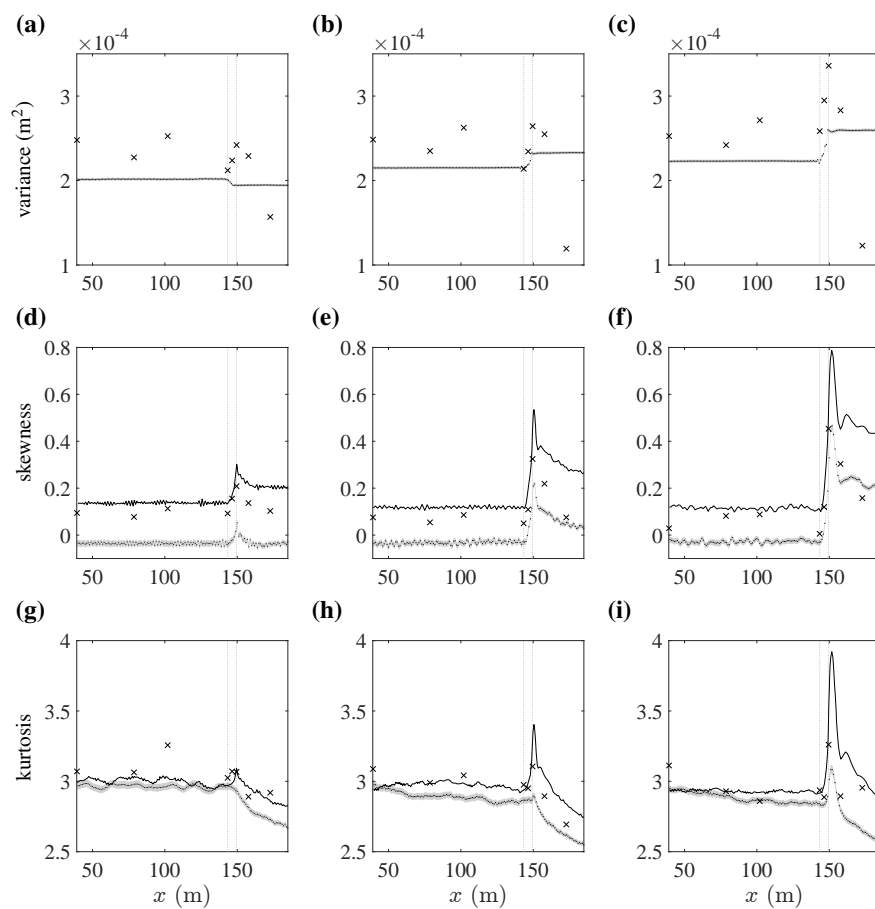 (a) (b) (c)
×10⁻⁴ ×10⁻⁴ ×10⁻⁴
variance (m²)
3 3 3
2 2 2
1 1 1
50 100 150 50 100 150 50 100 150
(d) (e) (f)
skewness
0.8 0.8 0.8
0.6 0.6 0.6
0.4 0.4 0.4
0.2 0.2 0.2
0 0 0
50 100 150 50 100 150 50 100 150
(g) (h) (i)
kurtosis
4 4 4
3.5 3.5 3.5
3 3 3
2.5 2.5 2.5
50 100 150 50 100 150 50 100 150
x (m) x (m) x (m)